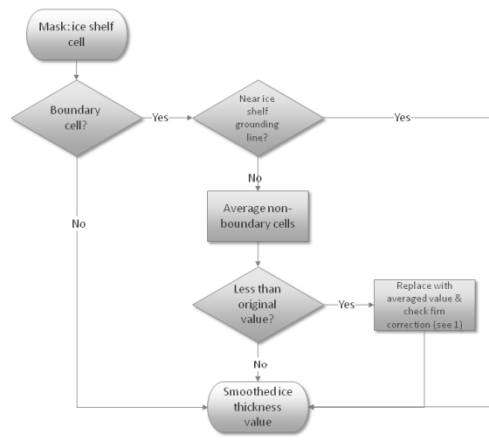 Mask: ice shelf
cell
Boundary
cell?
Yes
Near ice
shelf
grounding
line?
Yes
No
No
Average non-
boundary cells
Less than
original
value?
Yes
Replace with
averaged value &
check firn
correction (see 1)
No
Smoothed ice
thickness
value